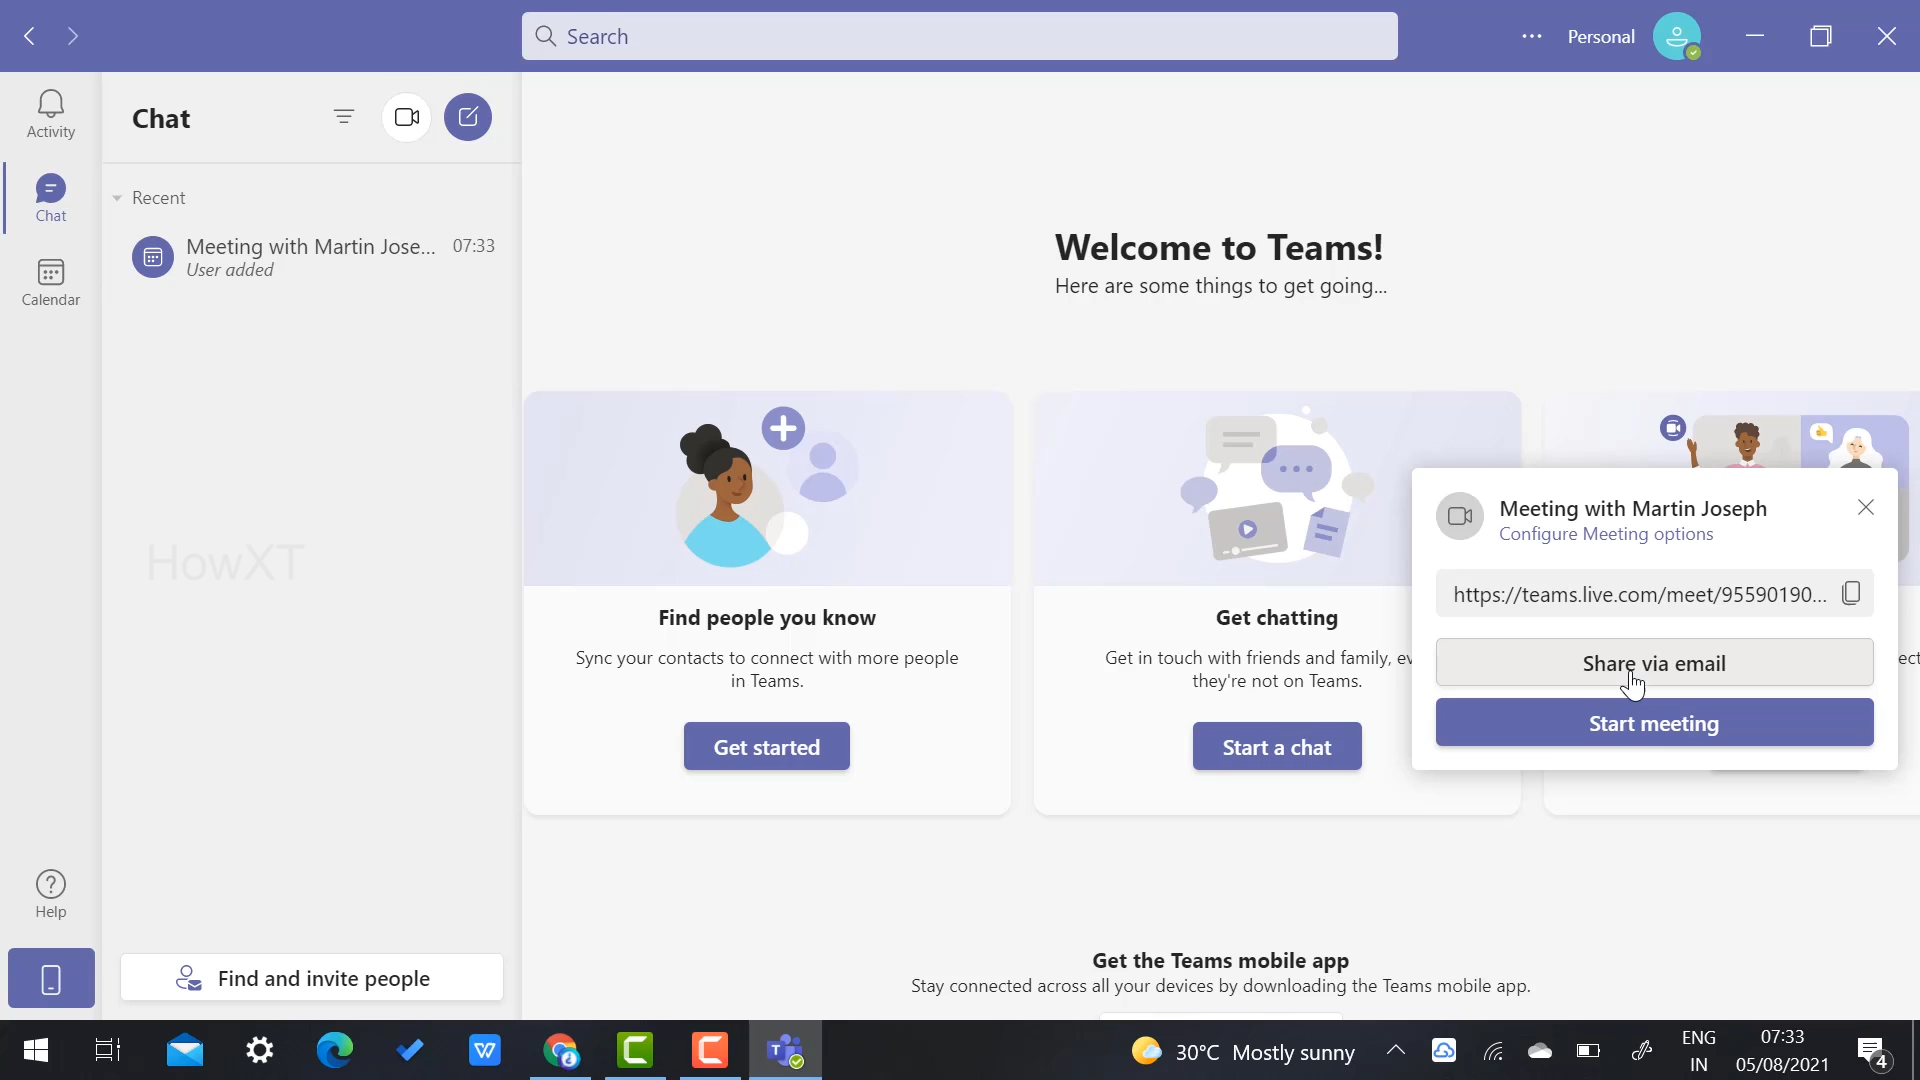 Search
Personal
Activity
Chat
Calendar
Help
Chat
Recent
Meeting with Martin Jose... 07:33
User added
HowXT
Find and invite people
Welcome to Teams!
Here are some things to get going...
Find people you know
Sync your contacts to connect with more people
in Teams.
Get started
Get chatting
Get in touch with friends and family, ev
they're not on Teams.
Start a chat
Meeting with Martin Joseph
Configure Meeting options
https://teams.live.com/meet/95590190...
Share via email
Start meeting
ect
Get the Teams mobile app
Stay connected across all your devices by downloading the Teams mobile app.
30°C Mostly sunny
ENG
IN
07:33
05/08/2021
4